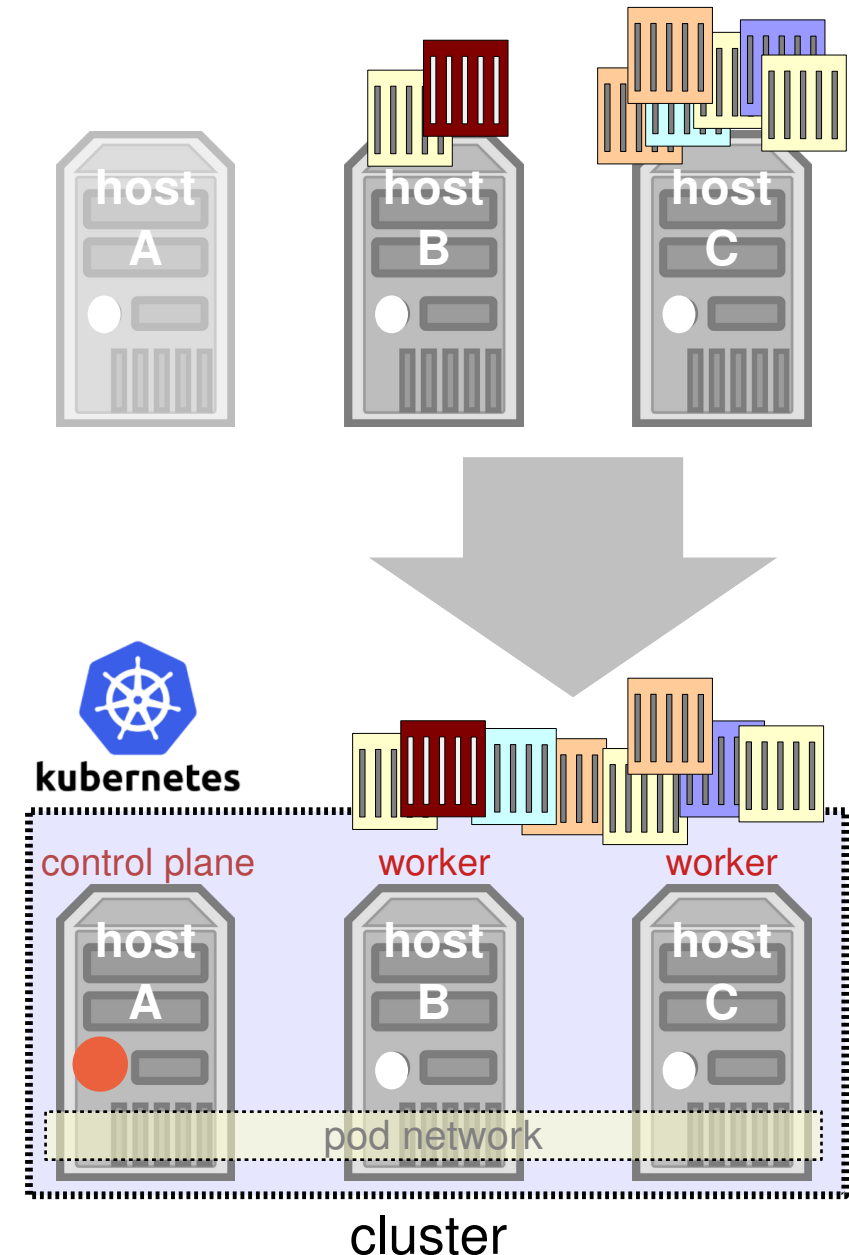 host
A
host
B
host
C
kubernetes
control plane
worker
worker
host
A
host
B
host
C
pod network
cluster